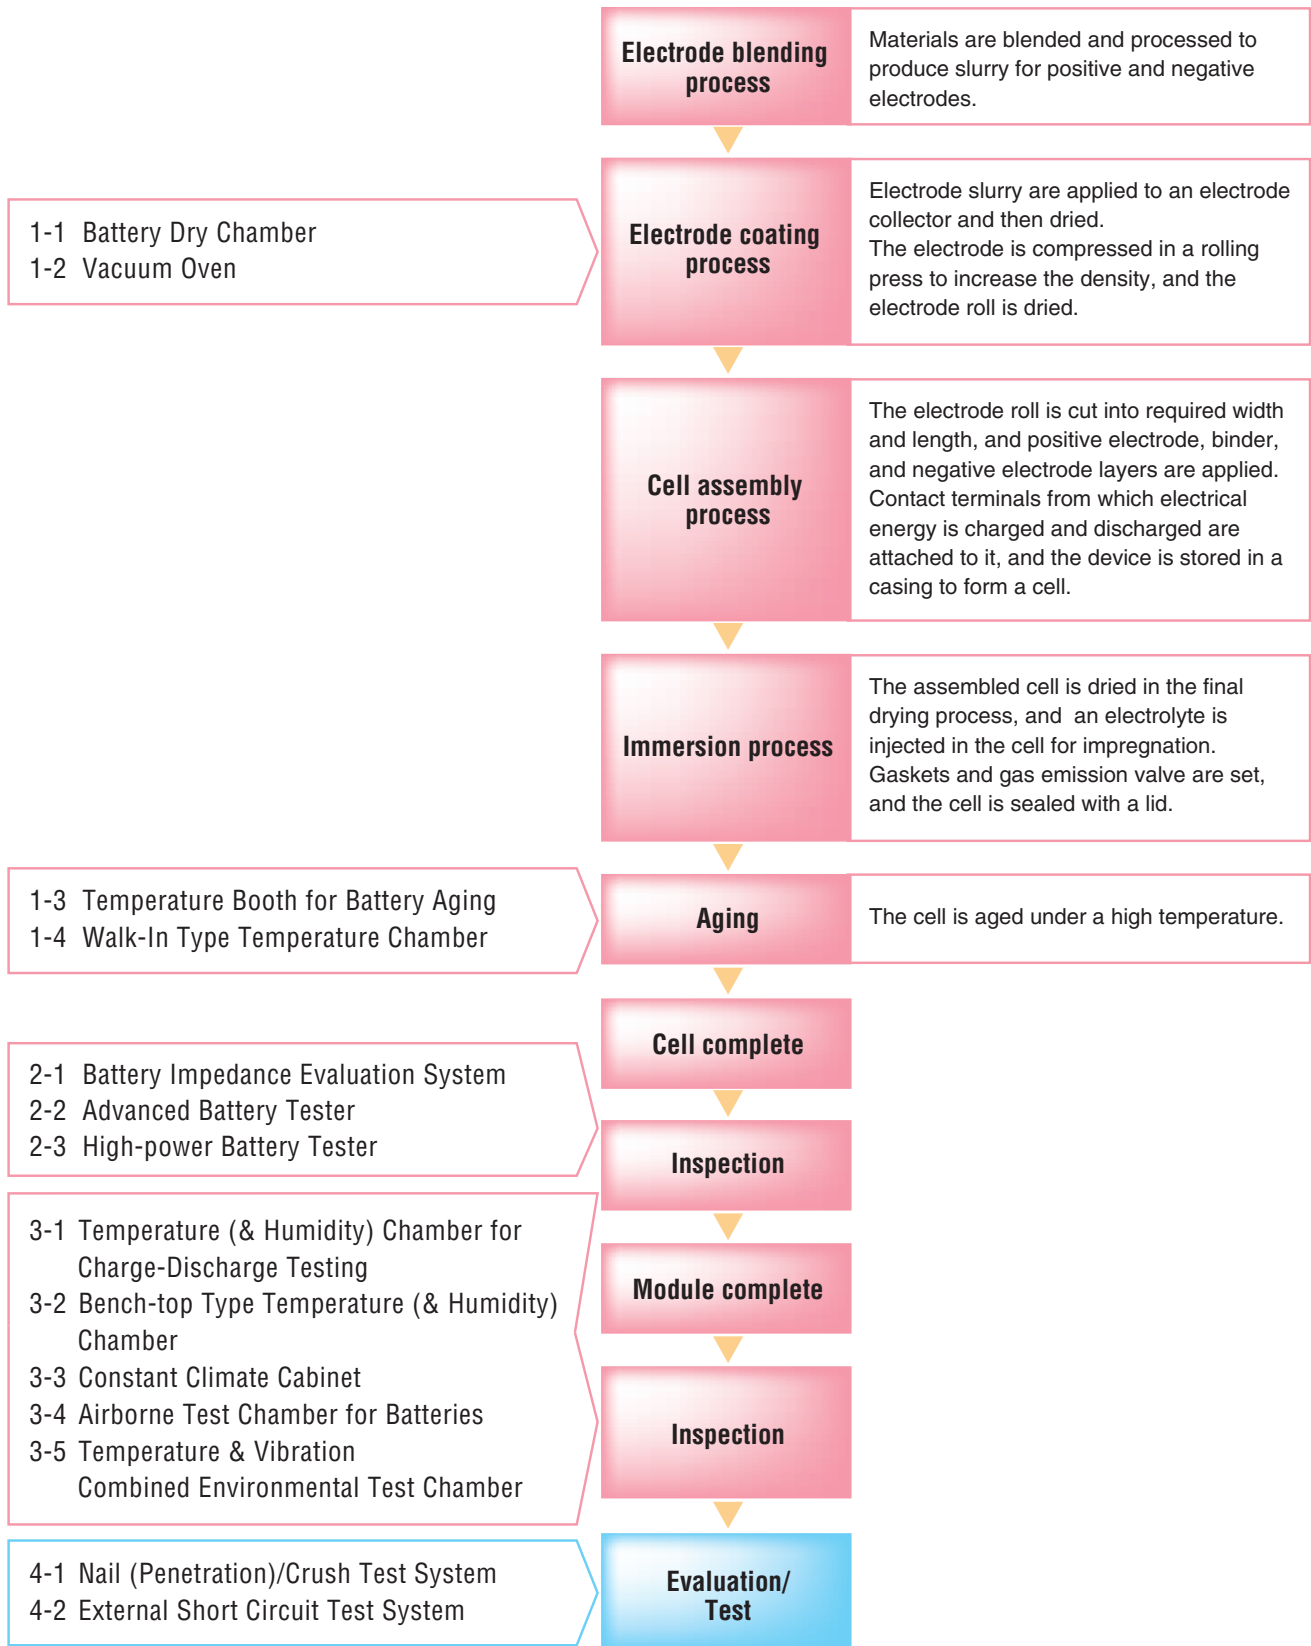 Electrode blending
process
Materials are blended and processed to
produce slurry for positive and negative
electrodes.
1-1 Battery Dry Chamber
1-2 Vacuum Oven
Electrode coating
process
Electrode slurry are applied to an electrode
collector and then dried.
The electrode is compressed in a rolling
press to increase the density, and the
electrode roll is dried.
Cell assembly
process
The electrode roll is cut into required width
and length, and positive electrode, binder,
and negative electrode layers are applied.
Contact terminals from which electrical
energy is charged and discharged are
attached to it, and the device is stored in a
casing to form a cell.
Immersion process
The assembled cell is dried in the final
drying process, and an electrolyte is
injected in the cell for impregnation.
Gaskets and gas emission valve are set,
and the cell is sealed with a lid.
1-3 Temperature Booth for Battery Aging
1-4 Walk-In Type Temperature Chamber
Aging
The cell is aged under a high temperature.
Cell complete
2-1 Battery Impedance Evaluation System
2-2 Advanced Battery Tester
2-3 High-power Battery Tester
Inspection
3-1 Temperature (& Humidity) Chamber for
Charge-Discharge Testing
3-2 Bench-top Type Temperature (& Humidity)
Chamber
3-3 Constant Climate Cabinet
3-4 Airborne Test Chamber for Batteries
3-5 Temperature & Vibration
Combined Environmental Test Chamber
Module complete
Inspection
4-1 Nail (Penetration)/Crush Test System
4-2 External Short Circuit Test System
Evaluation/
Test